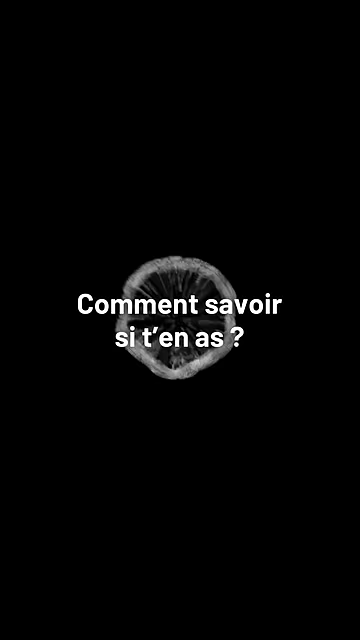 Comment savoir
si t’en as ?